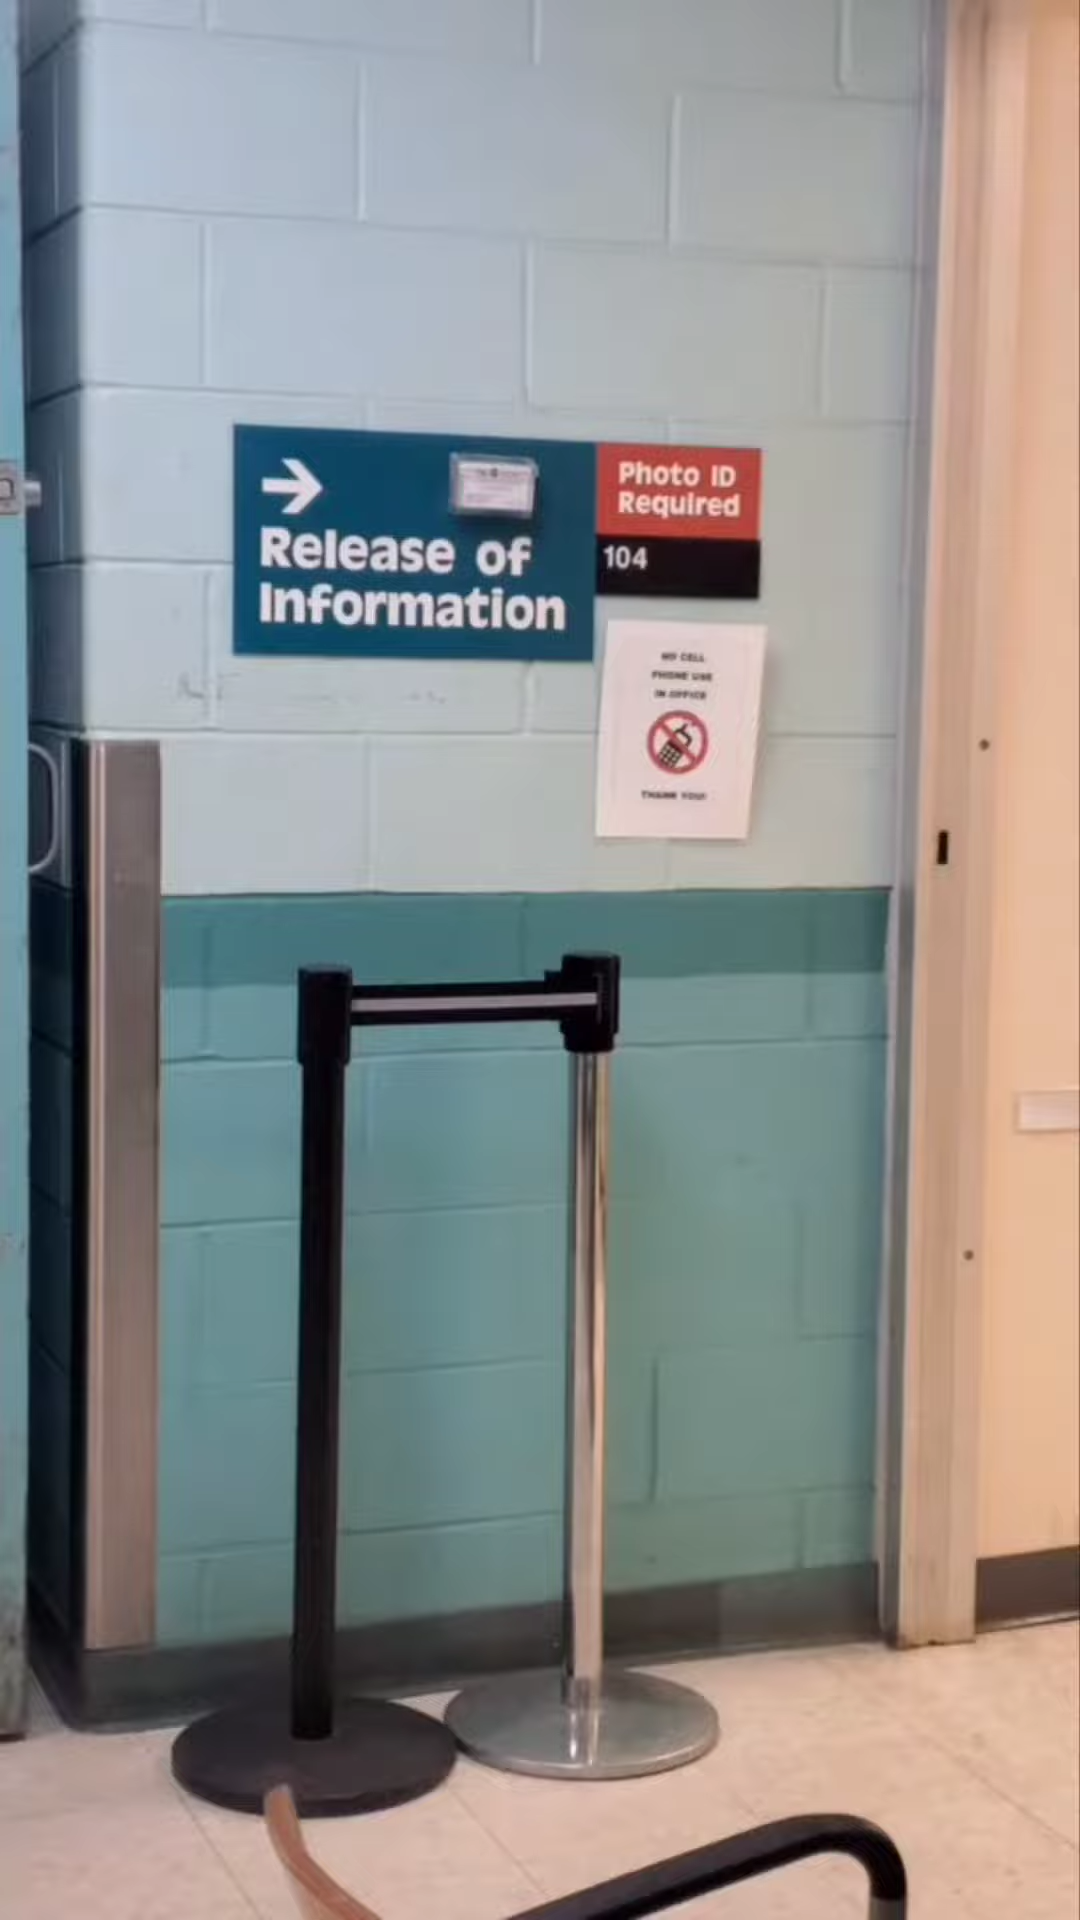 →
Release of
Information
Photo ID
Required
104
NO CELL
PHONE USE
IN OFFICE
THANK YOU!